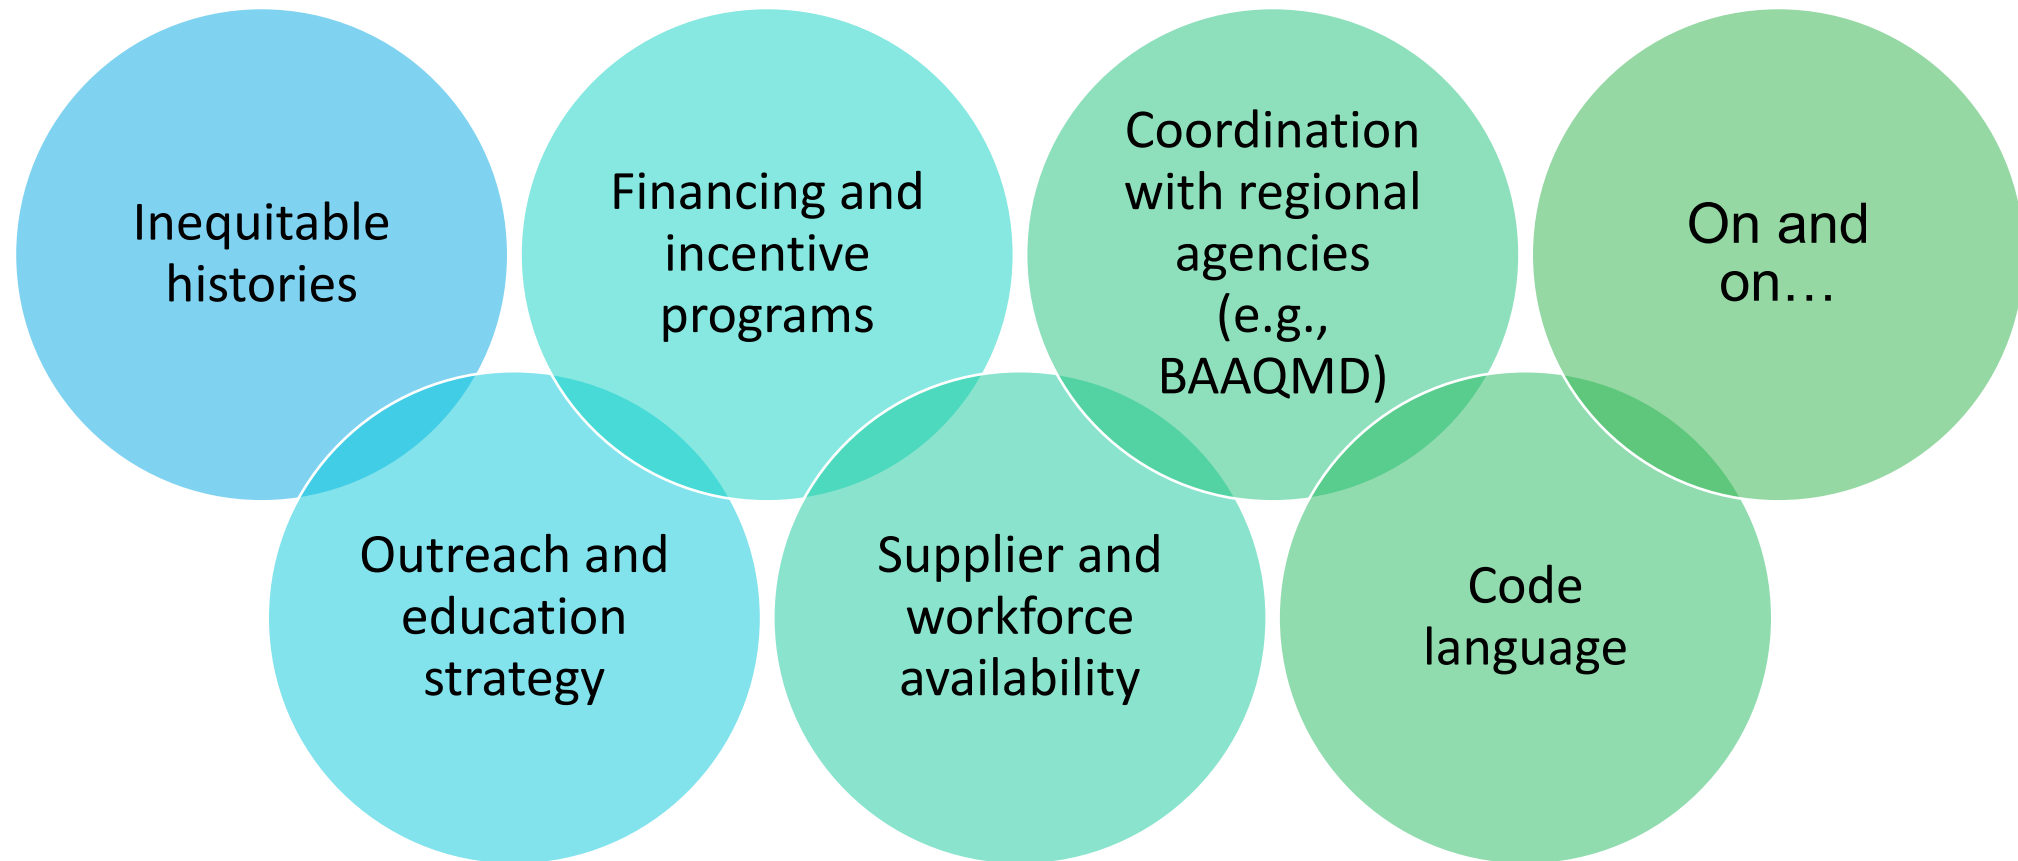 Inequitable
histories
Financing and
incentive
programs
Coordination
with regional
agencies
(e.g.,
BAAQMD)
On and
on…
Outreach and
education
strategy
Supplier and
workforce
availability
Code
language